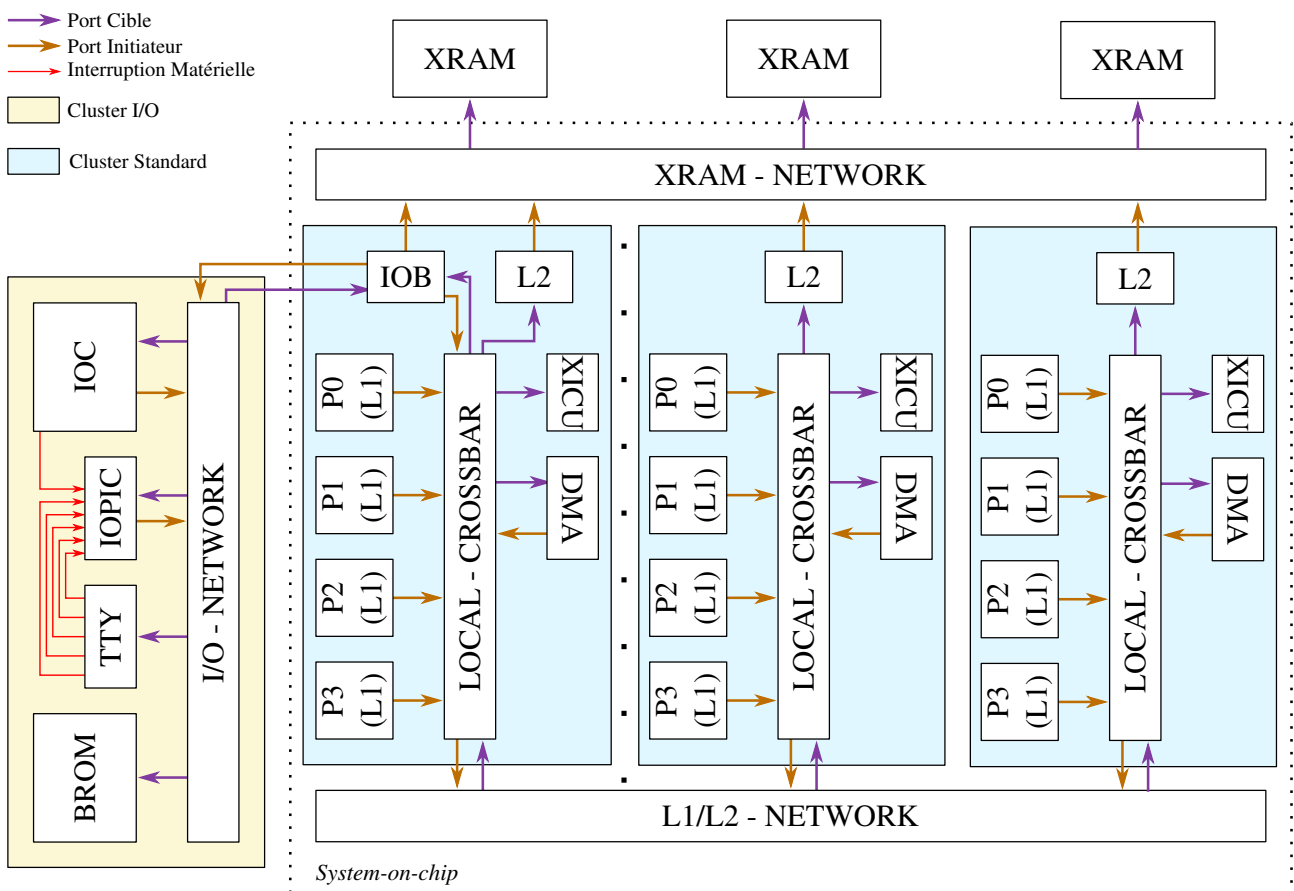 Port Cible
Port Initiateur
Interruption Matérielle
Cluster I/O
Cluster Standard
XRAM
XRAM
XRAM
XRAM - NETWORK
IOB
L2
L2
L2
IOC
IOPIC
TTY
BROM
I/O - NETWORK
P0
(L1)
P1
(L1)
P2
(L1)
P3
(L1)
LOCAL - CROSSBAR
XICU
DMA
P0
(L1)
P1
(L1)
P2
(L1)
P3
(L1)
LOCAL - CROSSBAR
XICU
DMA
P0
(L1)
P1
(L1)
P2
(L1)
P3
(L1)
LOCAL - CROSSBAR
XICU
DMA
L1/L2 - NETWORK
System-on-chip